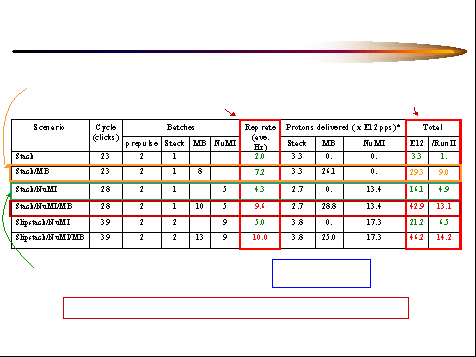 Scenario Cycle (clicks) Batches Rep rate (ave. Hr) Protons delivered ( x E12 pps)* Total
prepulse Stack MB NuMI Stack MB NuMI E12 /RunII
Stack 23 2 1 2.0 3.3 0. 0. 3.3 1.
Stack/MB 23 2 1 8 7.2 3.3 26.1 0. 29.3 9.0
Stack/NuMI 28 2 1 5 4.3 2.7 0. 13.4 16.1 4.9
Stack/NuMI/MB 28 2 1 10 5 9.6 2.7 28.8 13.4 42.9 13.1
Slipstack/NuMI 39 2 2 9 5.0 3.8 0. 17.3 21.2 6.5
Slipstack/NuMI/MB 39 2 2 13 9 10.0 3.8 25.0 17.3 46.2 14.2